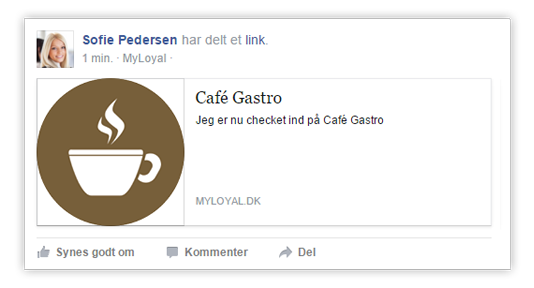 Sofie Pedersen har delt et link.
1 min. · MyLoyal ·
Café Gastro
Jeg er nu checket ind på Café Gastro
MYLOYAL.DK
Synes godt om Kommenter Del